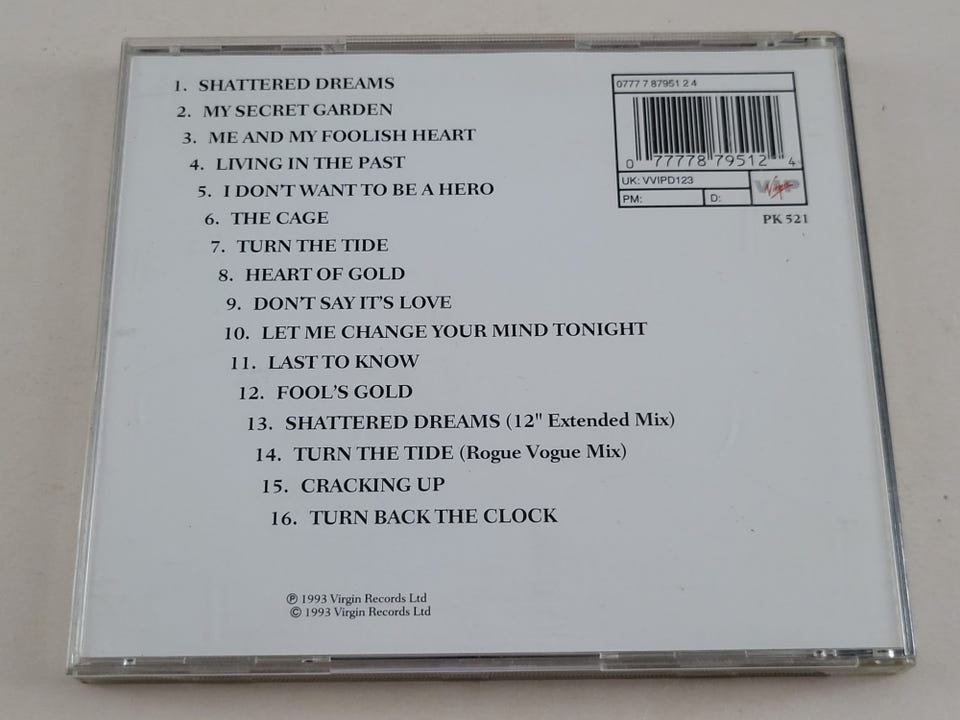 1. SHATTERED DREAMS
2. MY SECRET GARDEN
3. ME AND MY FOOLISH HEART
4. LIVING IN THE PAST
5. I DON'T WANT TO BE A HERO
6. THE CAGE
7. TURN THE TIDE
8. HEART OF GOLD
9. DON'T SAY IT'S LOVE
10. LET ME CHANGE YOUR MIND TONIGHT
11. LAST TO KNOW
12. FOOL'S GOLD
13. SHATTERED DREAMS (12" Extended Mix)
14. TURN THE TIDE (Rogue Vogue Mix)
15. CRACKING UP
16. TURN BACK THE CLOCK
0777 7 87951 2 4
0 77778 79512 4
UK: VVIPD123
PM: D:
VIP Virgin
PK 521
℗ 1993 Virgin Records Ltd
© 1993 Virgin Records Ltd